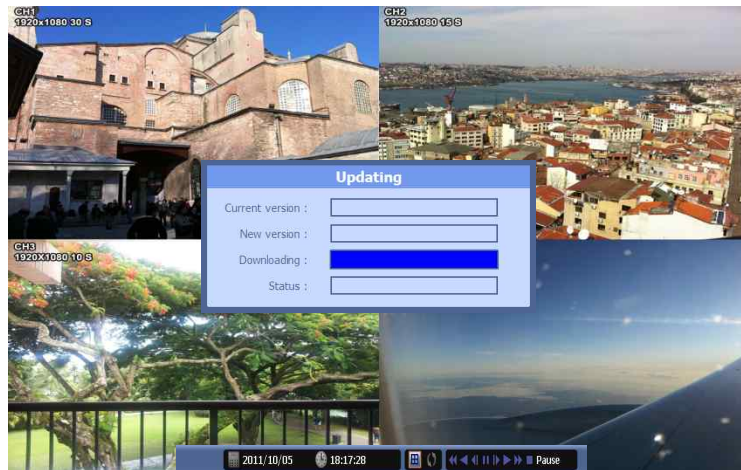 CH1
1920x1080 30 S
CH2
1920x1080 15 S
Updating
Current version :
New version :
Downloading :
Status :
CH3
1920X1080 10 S
2011/10/05 18:17:28 Pause